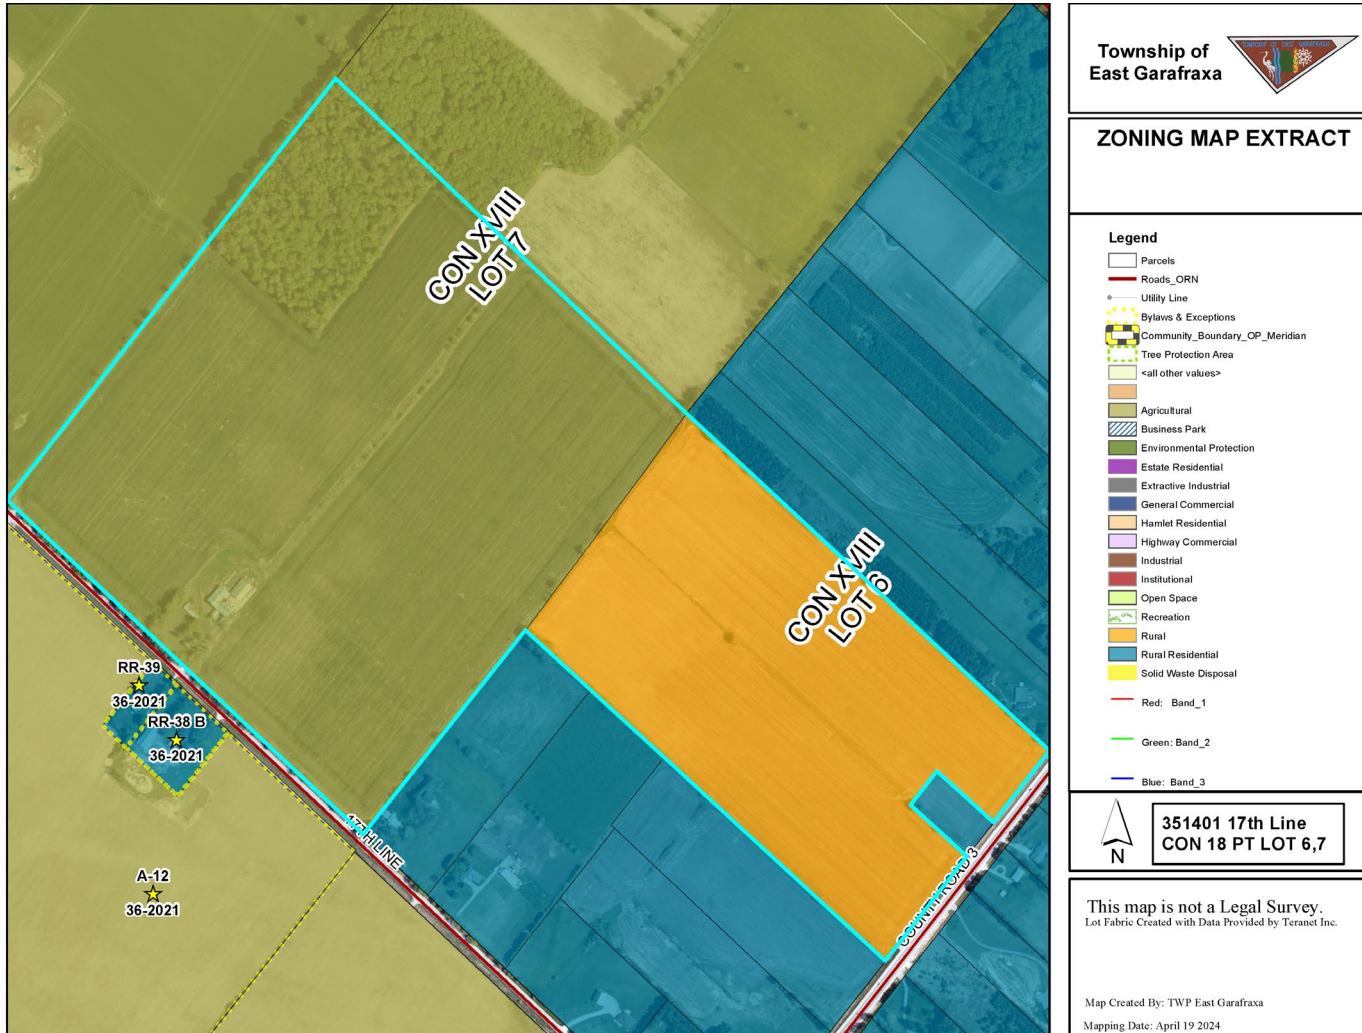 CON XVIII
LOT 7
CON XVIII
LOT 6
RR-39
36-2021
RR-38 B
36-2021
17TH LINE
A-12
36-2021
COUNTY ROAD 3
Township of
East Garafraxa
TOWNSHIP OF EAST GARAFRAXA
ZONING MAP EXTRACT
Legend
Parcels
Roads_ORN
Utility Line
Bylaws & Exceptions
Community_Boundary_OP_Meridian
Tree Protection Area
<all other values>
Agricultural
Business Park
Environmental Protection
Estate Residential
Extractive Industrial
General Commercial
Hamlet Residential
Highway Commercial
Industrial
Institutional
Open Space
Recreation
Rural
Rural Residential
Solid Waste Disposal
Red: Band_1
Green: Band_2
Blue: Band_3
N
351401 17th Line
CON 18 PT LOT 6,7
This map is not a Legal Survey.
Lot Fabric Created with Data Provided by Teranet Inc.
Map Created By: TWP East Garafraxa
Mapping Date: April 19 2024